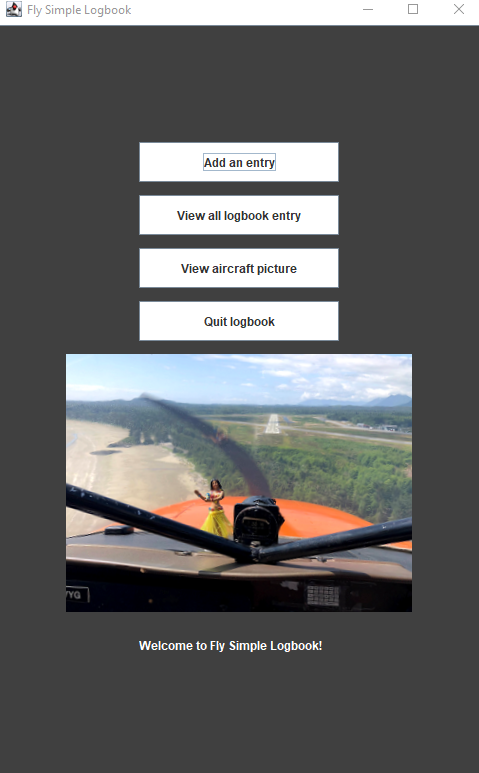 Fly Simple Logbook
Add an entry
View all logbook entry
View aircraft picture
Quit logbook
YYG
Welcome to Fly Simple Logbook!